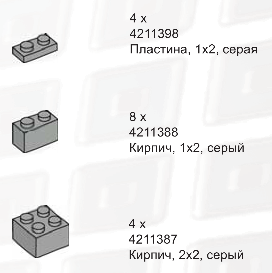 4 x
4211398
Пластина, 1x2, серая
8 x
4211388
Кирпич, 1x2, серый
4 x
4211387
Кирпич, 2x2, серый